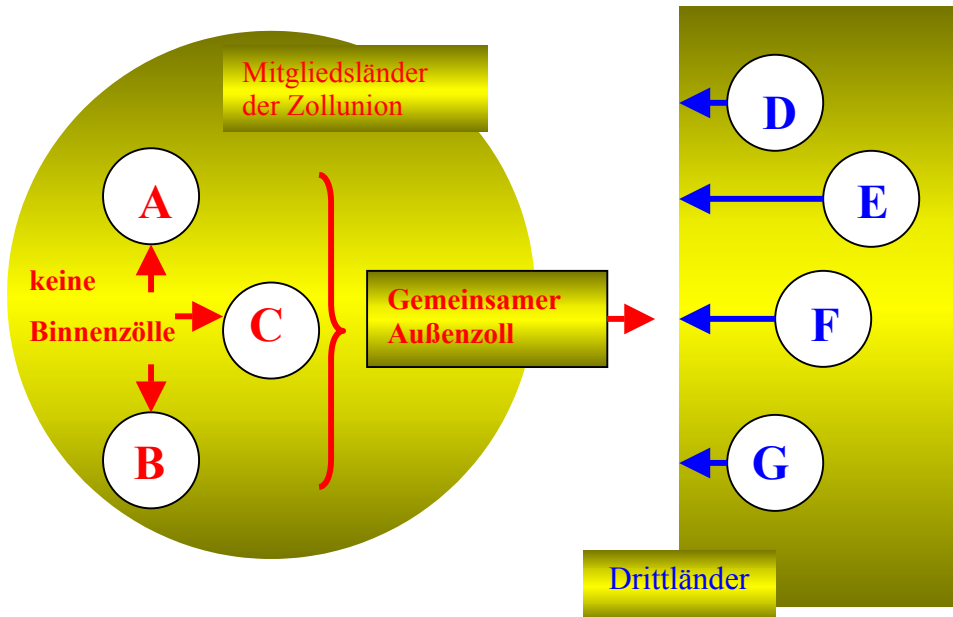 Mitgliedsländer
der Zollunion
A
keine
Binnenzölle
C
B
Gemeinsamer
Außenzoll
D
E
F
G
Drittländer